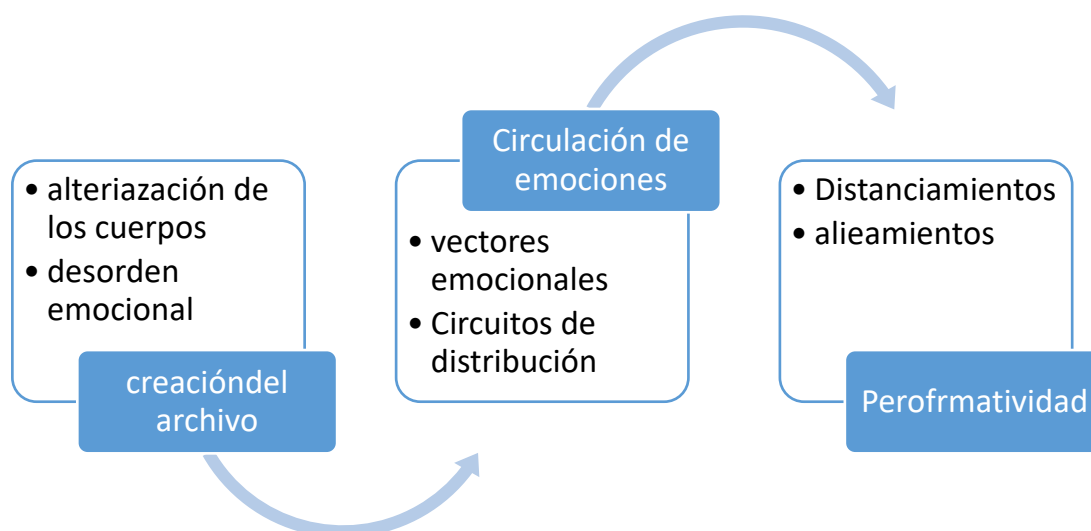 • alteriazación de
los cuerpos
• desorden
emocional
creacióndel
archivo
Circulación de
emociones
• vectores
emocionales
• Circuitos de
distribución
• Distanciamientos
• alieamientos
Perofrmatividad